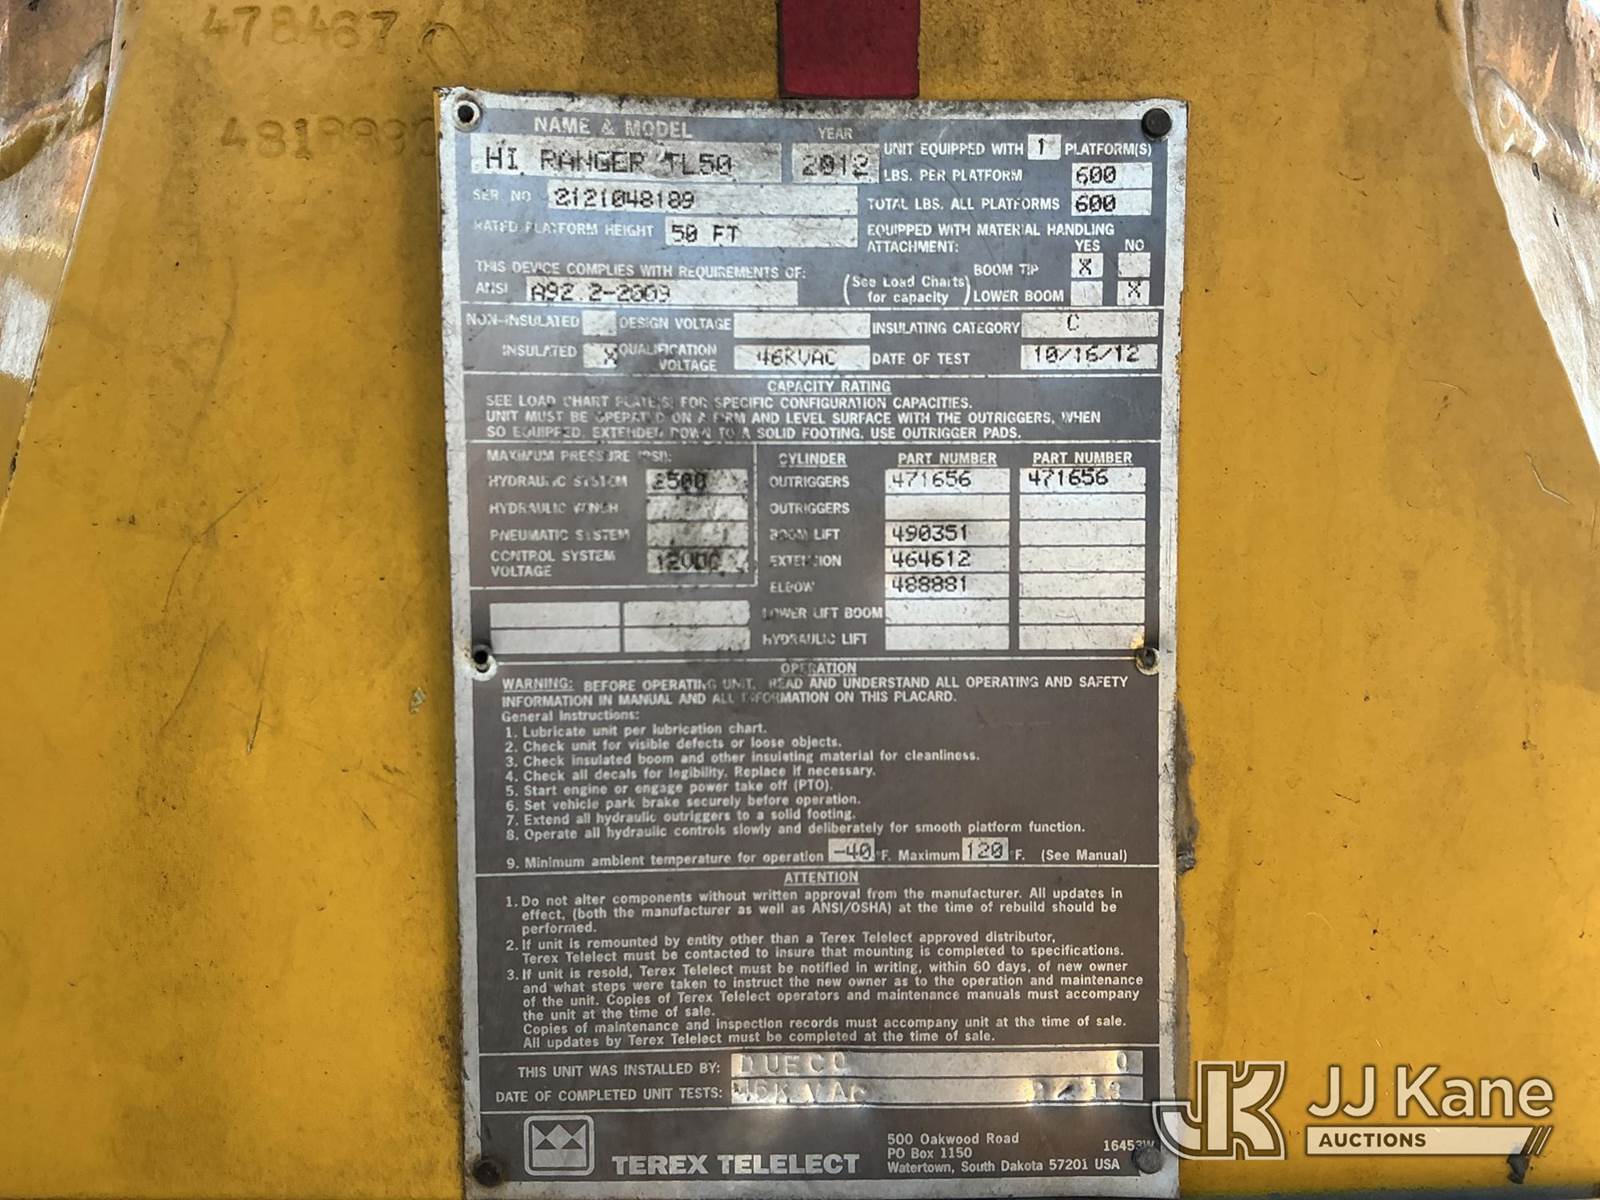 478467
NAME & MODEL YEAR
HI RANGER TL50 2012
UNIT EQUIPPED WITH 1 PLATFORM(S)
LBS. PER PLATFORM 600
SER NO 2121048189
TOTAL LBS. ALL PLATFORMS 600
RATED PLATFORM HEIGHT 50 FT
EQUIPPED WITH MATERIAL HANDLING
ATTACHMENT: YES NO
THIS DEVICE COMPLIES WITH REQUIREMENTS OF:
ANSI A92.2-2009
(See Load Charts for capacity)
BOOM TIP X
LOWER BOOM X
NON-INSULATED DESIGN VOLTAGE INSULATING CATEGORY C
INSULATED X QUALIFICATION VOLTAGE 46KVAC DATE OF TEST 10/16/12
CAPACITY RATING
SEE LOAD CHART PLATE(S) FOR SPECIFIC CONFIGURATION CAPACITIES.
UNIT MUST BE OPERATED ON A FIRM AND LEVEL SURFACE WITH THE OUTRIGGERS, WHEN
SO EQUIPPED, EXTENDED DOWN TO A SOLID FOOTING. USE OUTRIGGER PADS.
MAXIMUM PRESSURE (PSI):
HYDRAULIC SYSTEM 2500
HYDRAULIC WINCH
PNEUMATIC SYSTEM
CONTROL SYSTEM VOLTAGE 12VDC
CYLINDER PART NUMBER PART NUMBER
OUTRIGGERS 471656 471656
OUTRIGGERS
BOOM LIFT 490351
EXTENSION 464612
ELBOW 488881
LOWER LIFT BOOM
HYDRAULIC LIFT
OPERATION
WARNING: BEFORE OPERATING UNIT, READ AND UNDERSTAND ALL OPERATING AND SAFETY
INFORMATION IN MANUAL AND ALL INFORMATION ON THIS PLACARD.
General Instructions:
1. Lubricate unit per lubrication chart.
2. Check unit for visible defects or loose objects.
3. Check insulated boom and other insulating material for cleanliness.
4. Check all decals for legibility. Replace if necessary.
5. Start engine or engage power take off (PTO).
6. Set vehicle park brake securely before operation.
7. Extend all hydraulic outriggers to a solid footing.
8. Operate all hydraulic controls slowly and deliberately for smooth platform function.
9. Minimum ambient temperature for operation -40 °F. Maximum 120 °F. (See Manual)
ATTENTION
1. Do not alter components without written approval from the manufacturer. All updates in
effect, (both the manufacturer as well as ANSI/OSHA) at the time of rebuild should be
performed.
2. If unit is remounted by entity other than a Terex Telelect approved distributor,
Terex Telelect must be contacted to insure that mounting is completed to specifications.
3. If unit is resold, Terex Telelect must be notified in writing, within 60 days, of new owner
and what steps were taken to instruct the new owner as to the operation and maintenance
of the unit. Copies of Terex Telelect operators and maintenance manuals must accompany
the unit at the time of sale.
Copies of maintenance and inspection records must accompany unit at the time of sale.
All updates by Terex Telelect must be completed at the time of sale.
THIS UNIT WAS INSTALLED BY: DUECO
DATE OF COMPLETED UNIT TESTS: 46KVAC
TEREX TELELECT
500 Oakwood Road
PO Box 1150
Watertown, South Dakota 57201 USA
JJ Kane
AUCTIONS